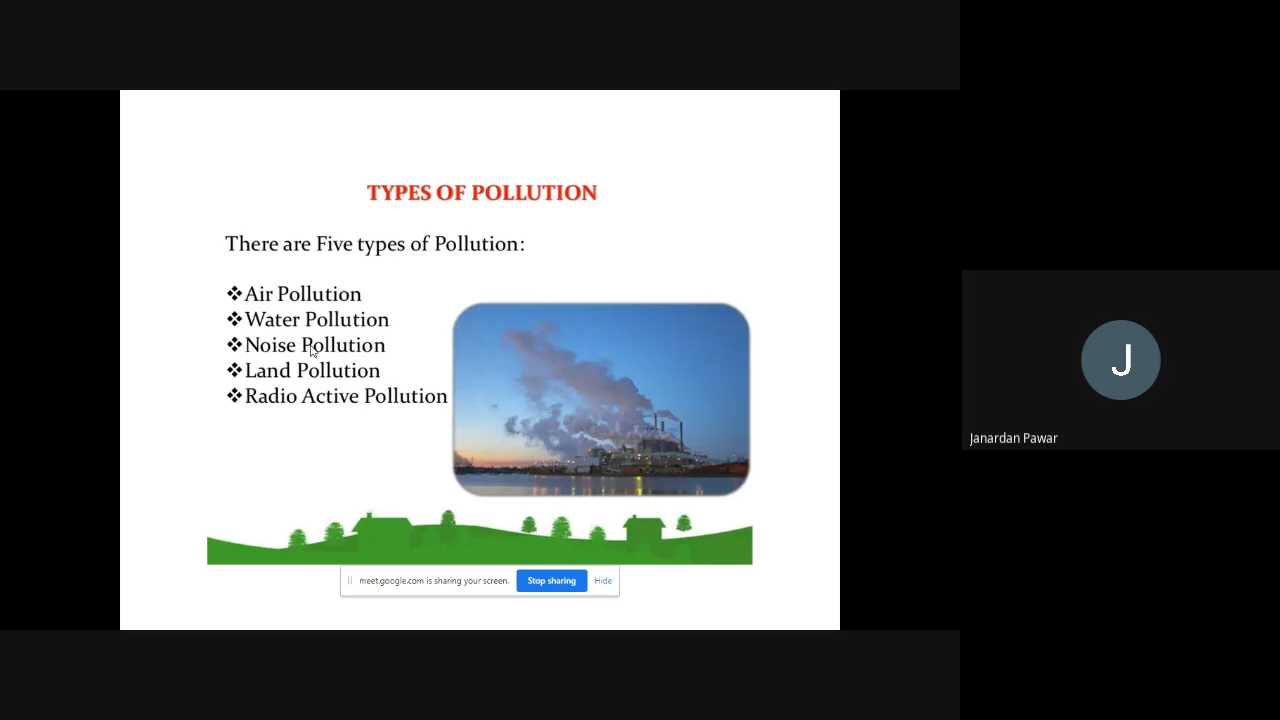 TYPES OF POLLUTION
There are Five types of Pollution:
❖Air Pollution
❖Water Pollution
❖Noise Pollution
❖Land Pollution
❖Radio Active Pollution
meet.google.com is sharing your screen. Stop sharing Hide
J
Janardan Pawar